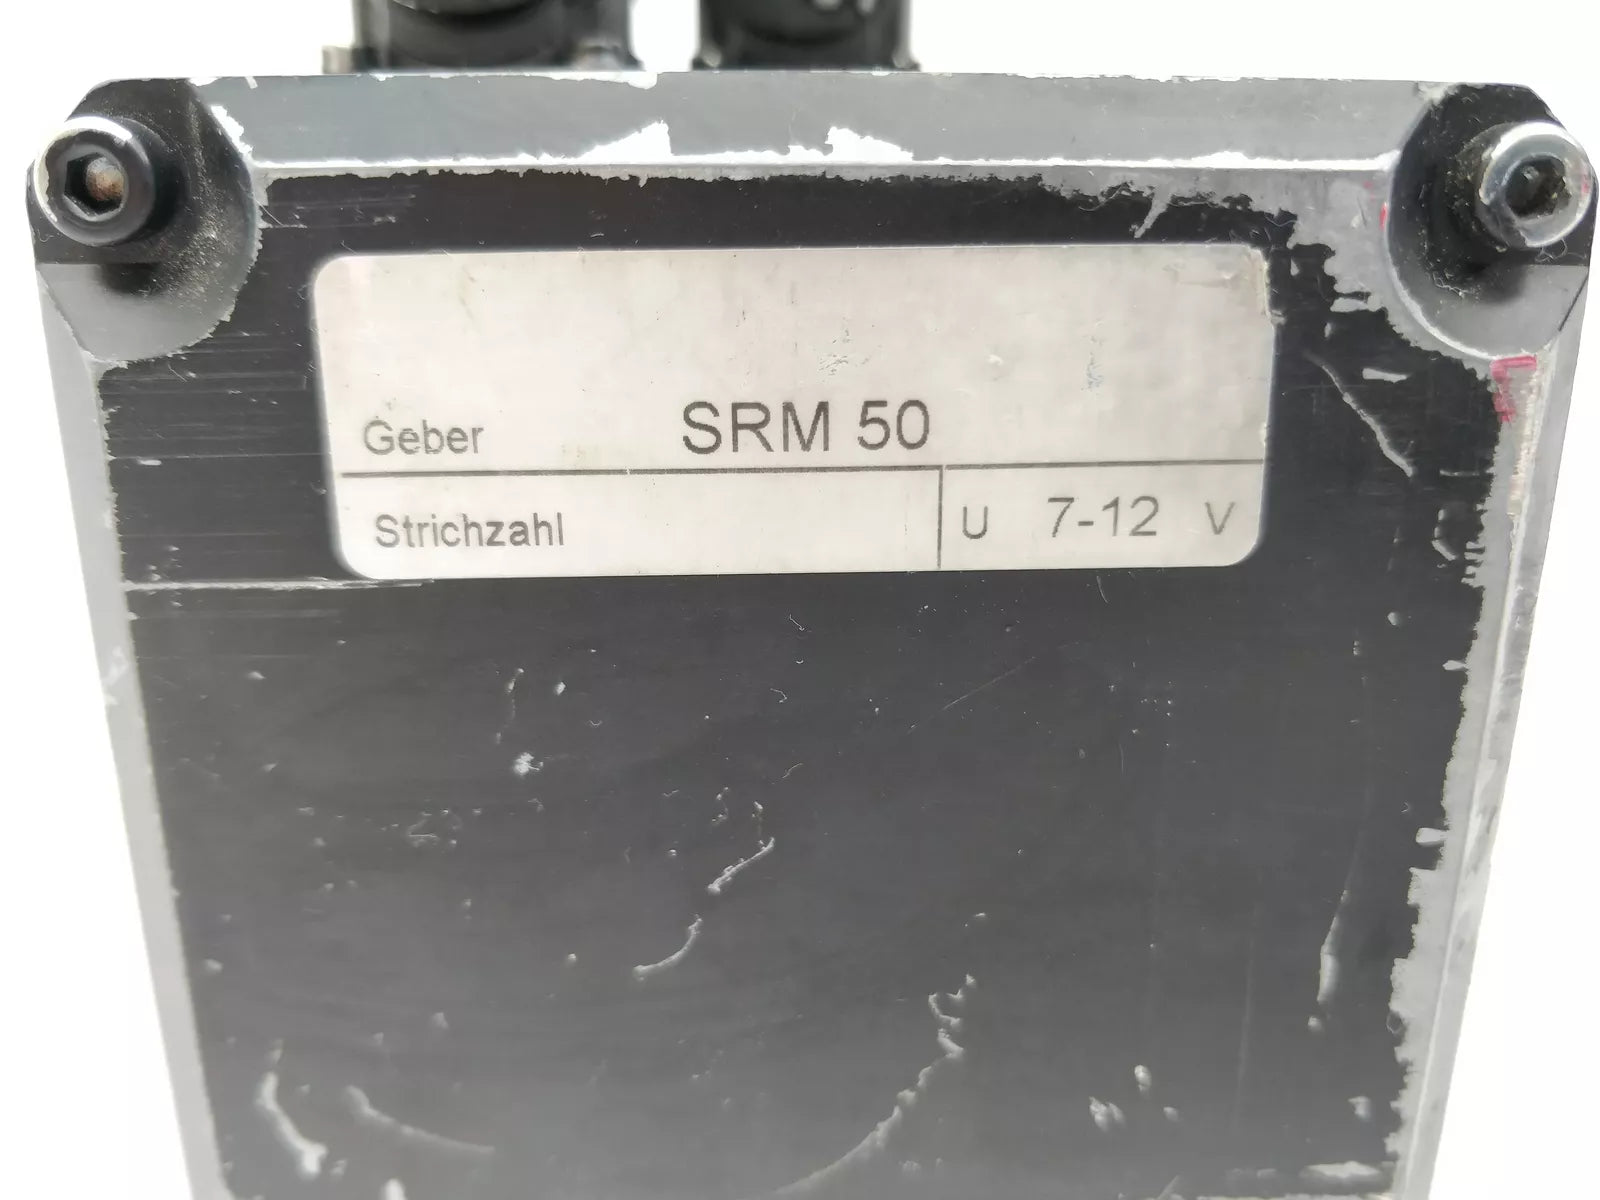 Geber SRM 50
Strichzahl U 7-12 V